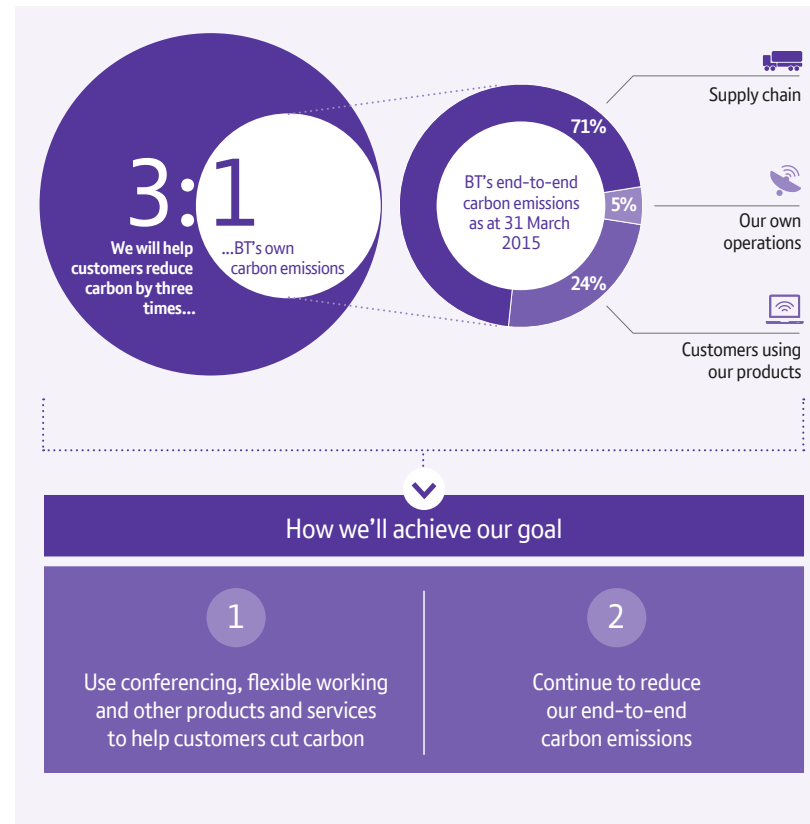 3:1
We will help
customers reduce
carbon by three
times...
...BT's own
carbon emissions
BT's end-to-end
carbon emissions
as at 31 March
2015
71%
5%
24%
Supply chain
Our own
operations
Customers using
our products
How we'll achieve our goal
1
Use conferencing, flexible working
and other products and services
to help customers cut carbon
2
Continue to reduce
our end-to-end
carbon emissions